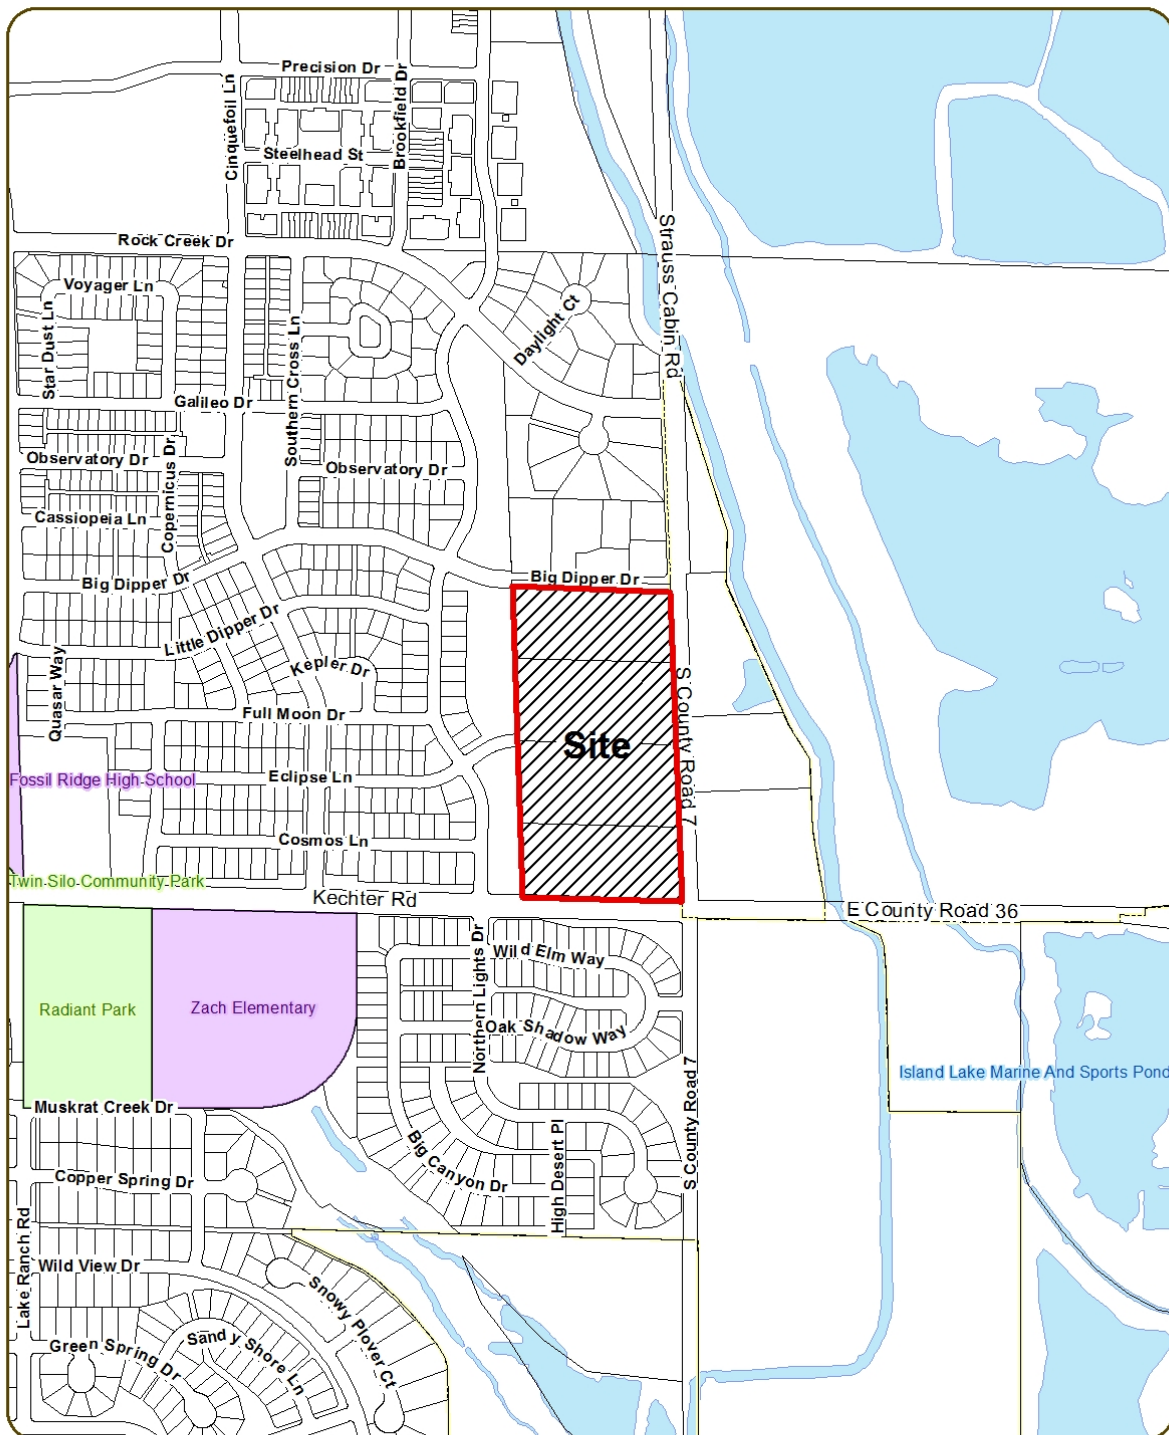 Precision Dr
Cinquefoil Ln
Brookfield Dr
Steelhead St
Rock Creek Dr
Strauss Cabin Rd
Voyager Ln
Star Dust Ln
Daylight Ct
Southern Cross Ln
Galileo Dr
Observatory Dr
Copernicus Dr
Observatory Dr
Cassiopeia Ln
Big Dipper Dr
Big Dipper Dr
Little Dipper Dr
Kepler Dr
Quasar Way
S County Road 7
Full Moon Dr
Site
Eclipse Ln
Fossil Ridge High School
Cosmos Ln
Twin Silo Community Park
Kechter Rd
E County Road 36
Northern Lights Dr
Wild Elm Way
Radiant Park
Zach Elementary
Oak Shadow Way
Island Lake Marine And Sports Pond
S County Road 7
Muskrat Creek Dr
Big Canyon Dr
High Desert Pl
Copper Spring Dr
Lake Ranch Rd
Wild View Dr
Snowy Plover Ct
Sandy Shore Ln
Green Spring Dr